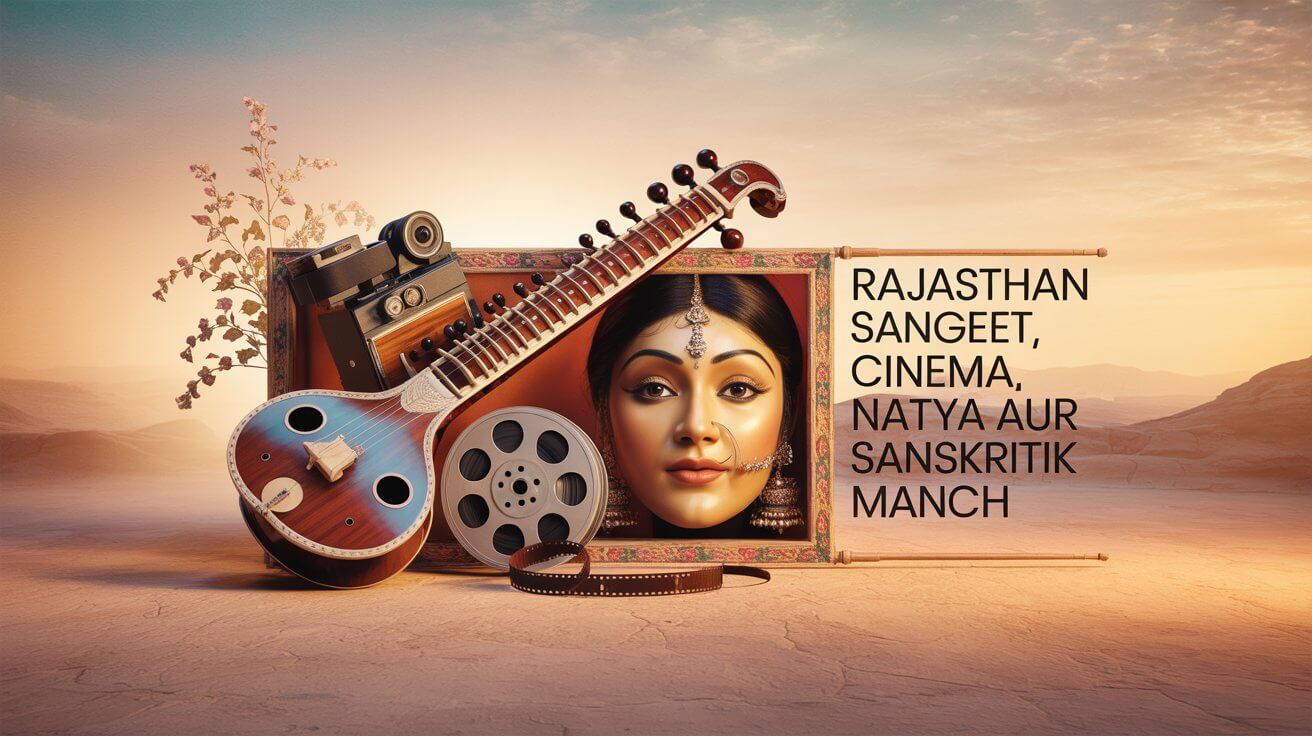 RAJASTHAN
SANGEET,
CINEMA,
NATYA AUR
SANSKRITIK
MANCH